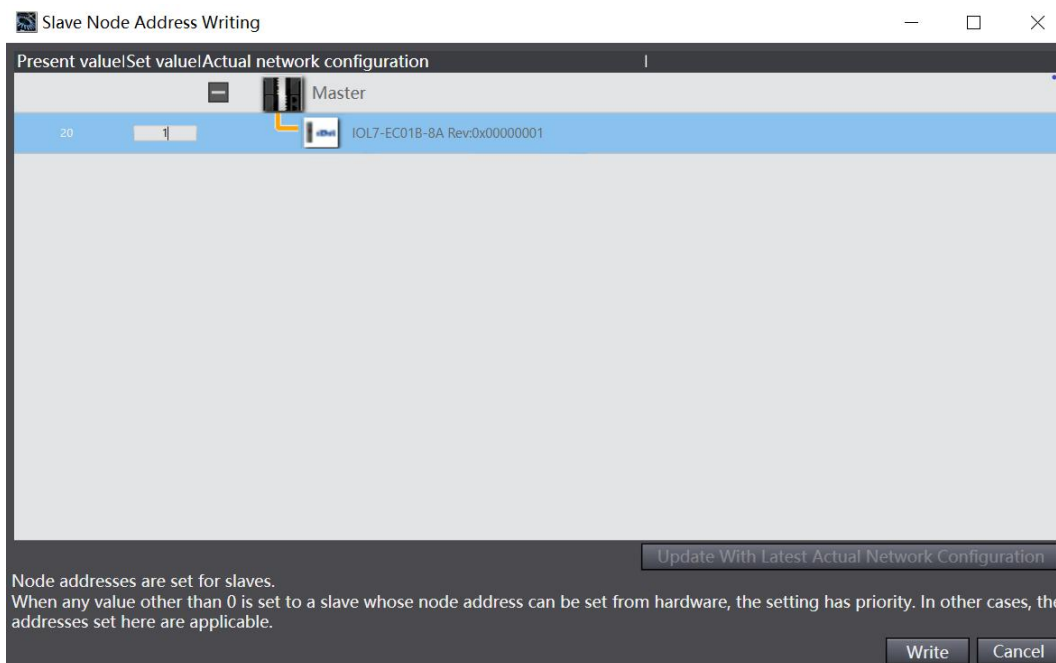 Slave Node Address Writing
Present value|Set value|Actual network configuration
Master
20 1 IOL7-EC01B-8A Rev:0x00000001
Update With Latest Actual Network Configuration
Node addresses are set for slaves.
When any value other than 0 is set to a slave whose node address can be set from hardware, the setting has priority. In other cases, the
addresses set here are applicable.
Write Cancel